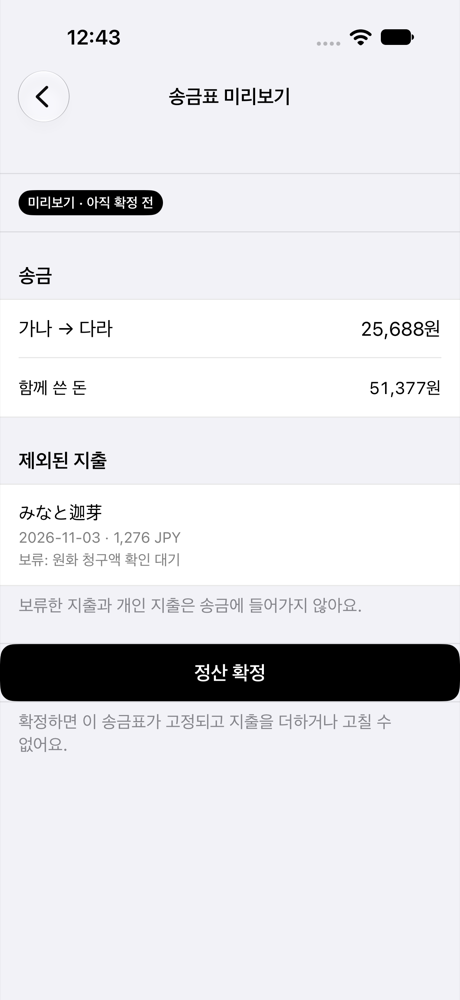 12:43
송금표 미리보기
미리보기 · 아직 확정 전
송금
가나 → 다라 25,688원
함께 쓴 돈 51,377원
제외된 지출
みなと迦芽
2026-11-03 · 1,276 JPY
보류: 원화 청구액 확인 대기
보류한 지출과 개인 지출은 송금에 들어가지 않아요.
정산 확정
확정하면 이 송금표가 고정되고 지출을 더하거나 고칠 수
없어요.